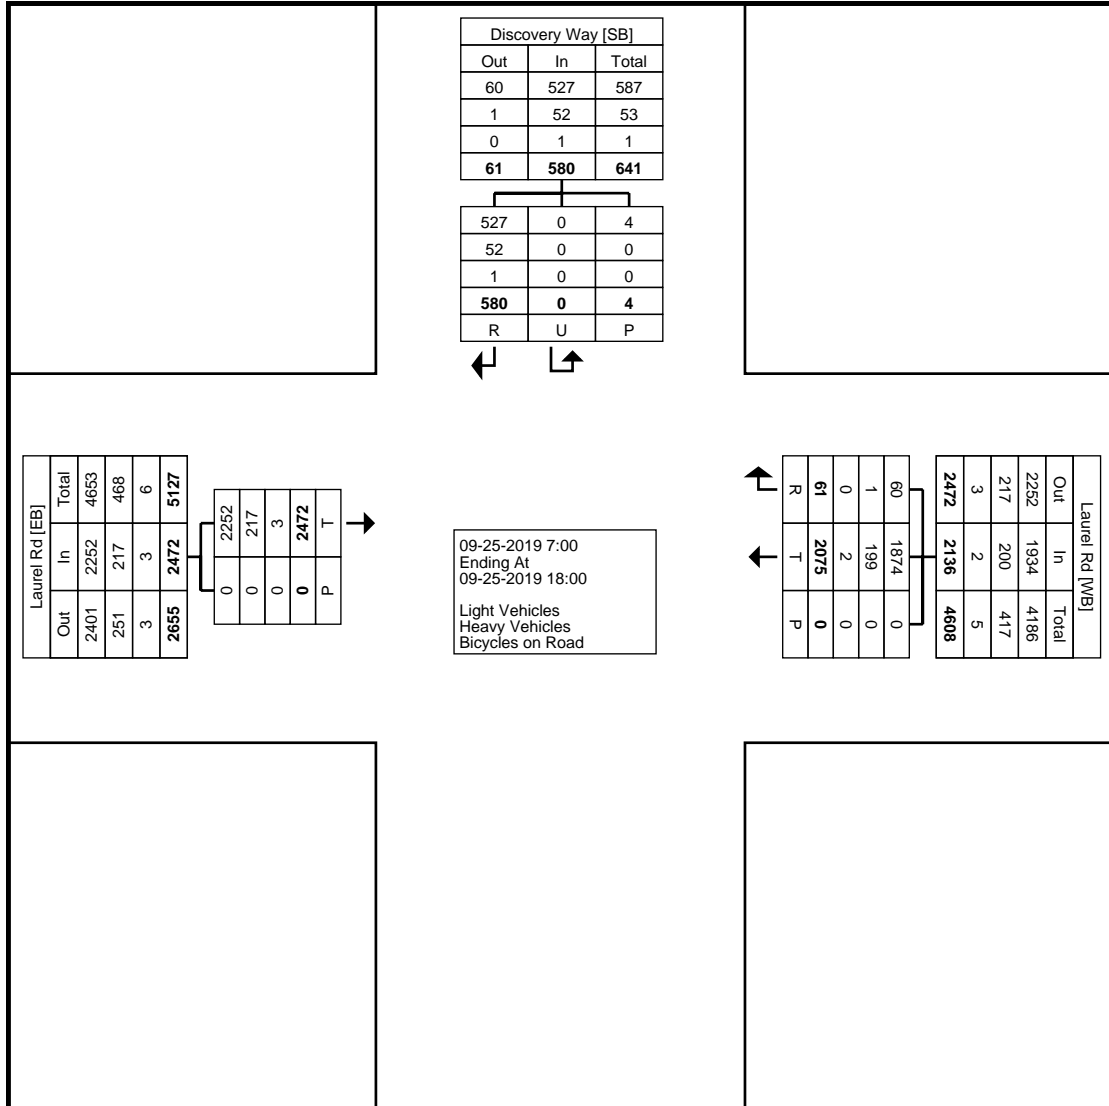 Discovery Way [SB]
Out In Total
60 527 587
1 52 53
0 1 1
61 580 641
527 0 4
52 0 0
1 0 0
580 0 4
R U P
Laurel Rd [EB]
Out In Total
2401 2252 4653
251 217 468
3 3 6
2655 2472 5127
2252 0
217 0
3 0
2472 0
T P
09-25-2019 7:00
Ending At
09-25-2019 18:00
Light Vehicles
Heavy Vehicles
Bicycles on Road
Laurel Rd [WB]
Out In Total
2252 1934 4186
217 200 417
3 2 5
2472 2136 4608
60 1874 0
1 199 0
0 2 0
61 2075 0
R T P